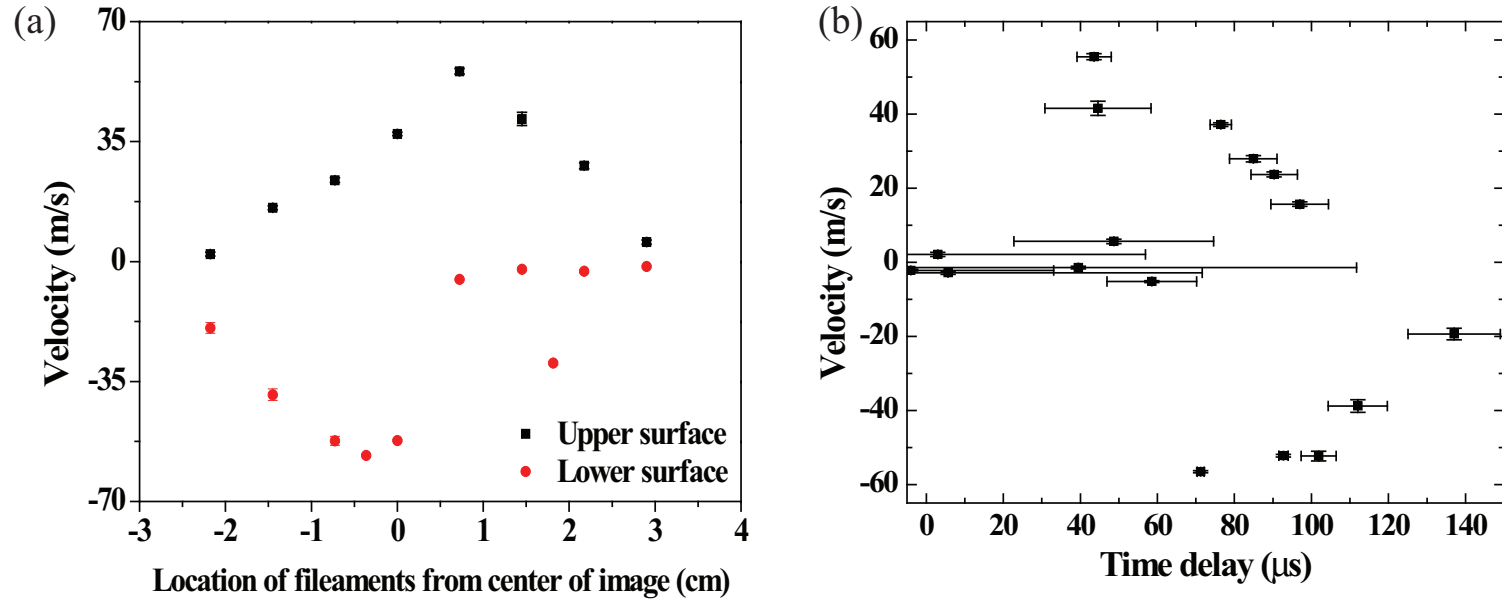 (a)
70
35
0
-35
-70
Velocity (m/s)
Upper surface
Lower surface
-3 -2 -1 0 1 2 3 4
Location of fileaments from center of image (cm)
(b)
60
40
20
0
-20
-40
-60
Velocity (m/s)
0 20 40 60 80 100 120 140
Time delay (μs)